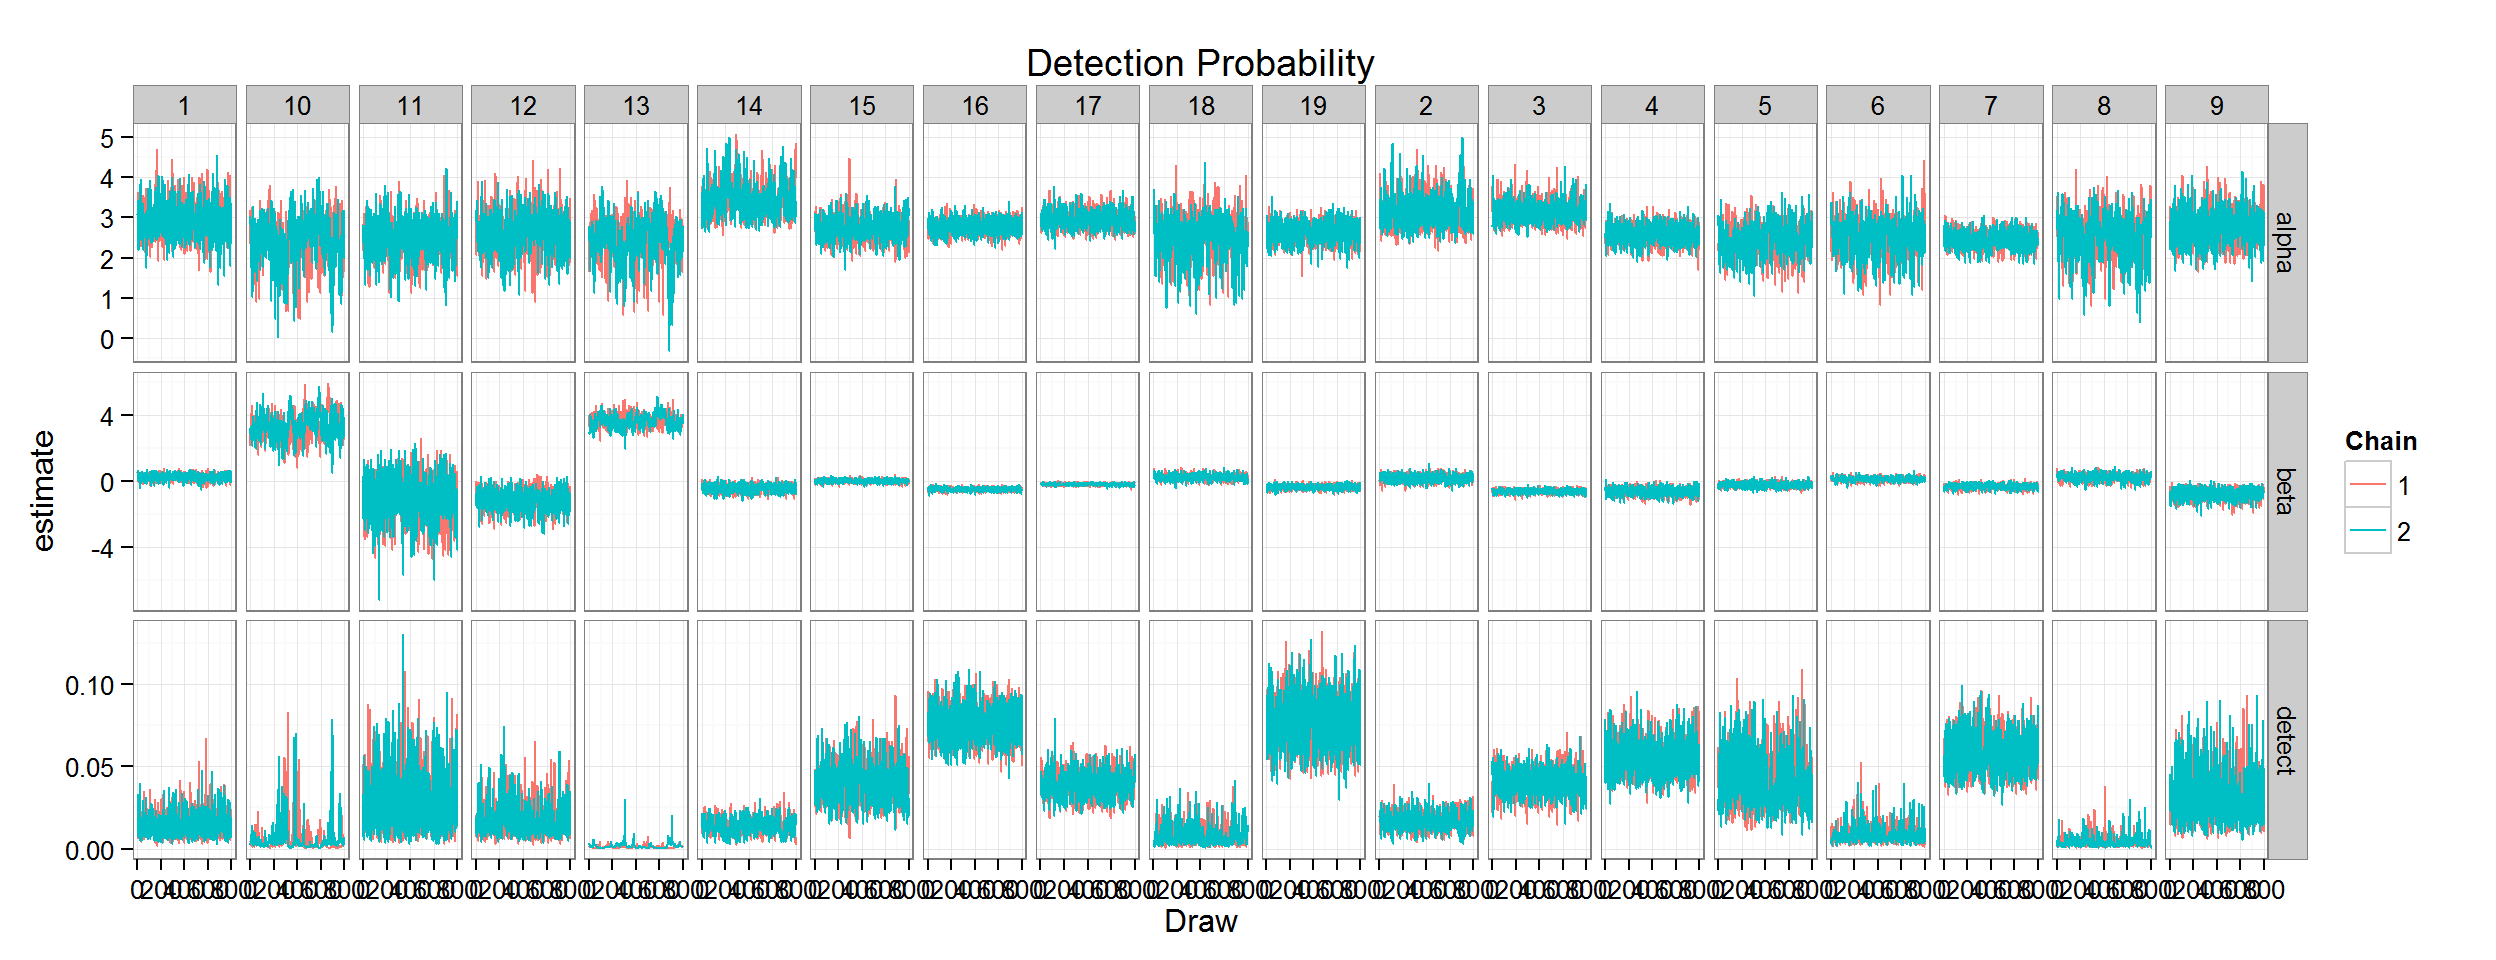 Detection Probability
1 10 11 12 13 14 15 16 17 18 19 2 3 4 5 6 7 8 9
5
4
3
2
1
0
alpha
4
0
-4
beta
estimate
0.10
0.05
0.00
detect
Draw
Chain
1
2